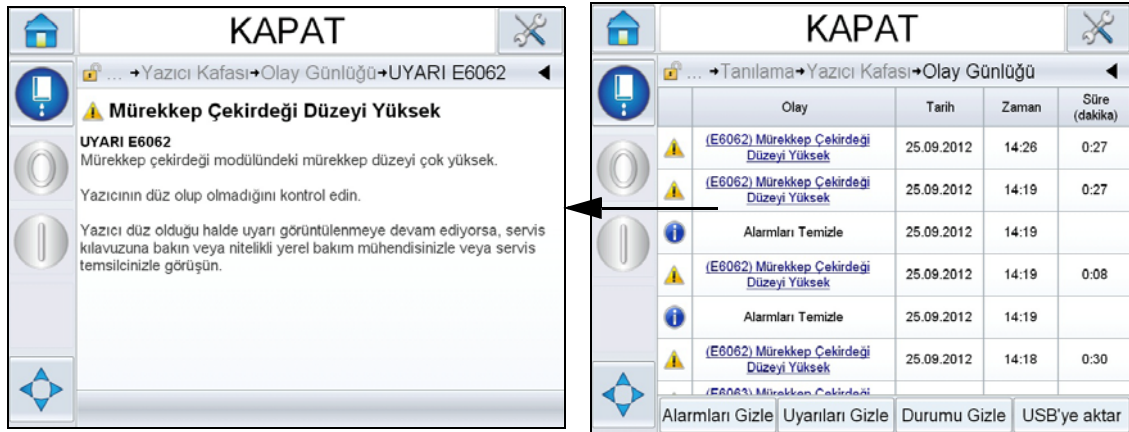 KAPAT
... →Yazıcı Kafası→Olay Günlüğü→UYARI E6062
Mürekkep Çekirdeği Düzeyi Yüksek
UYARI E6062
Mürekkep çekirdeği modülündeki mürekkep düzeyi çok yüksek.
Yazıcının düz olup olmadığını kontrol edin.
Yazıcı düz olduğu halde uyarı görüntülenmeye devam ediyorsa, servis
kılavuzuna bakın veya nitelikli yerel bakım mühendisinizle veya servis
temsilcinizle görüşün.
KAPAT
... →Tanılama→Yazıcı Kafası→Olay Günlüğü
Olay Tarih Zaman Süre
(dakika)
(E6062) Mürekkep Çekirdeği
Düzeyi Yüksek 25.09.2012 14:26 0:27
(E6062) Mürekkep Çekirdeği
Düzeyi Yüksek 25.09.2012 14:19 0:27
Alarmları Temizle 25.09.2012 14:19
(E6062) Mürekkep Çekirdeği
Düzeyi Yüksek 25.09.2012 14:19 0:08
Alarmları Temizle 25.09.2012 14:19
(E6062) Mürekkep Çekirdeği
Düzeyi Yüksek 25.09.2012 14:18 0:30
(E6063) Mürekkep Çekirdeği
Alarmları Gizle Uyarıları Gizle Durumu Gizle USB'ye aktar